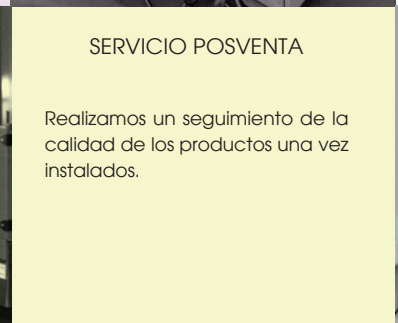 SERVICIO POSVENTA
Realizamos un seguimiento de la
calidad de los productos una vez
instalados.